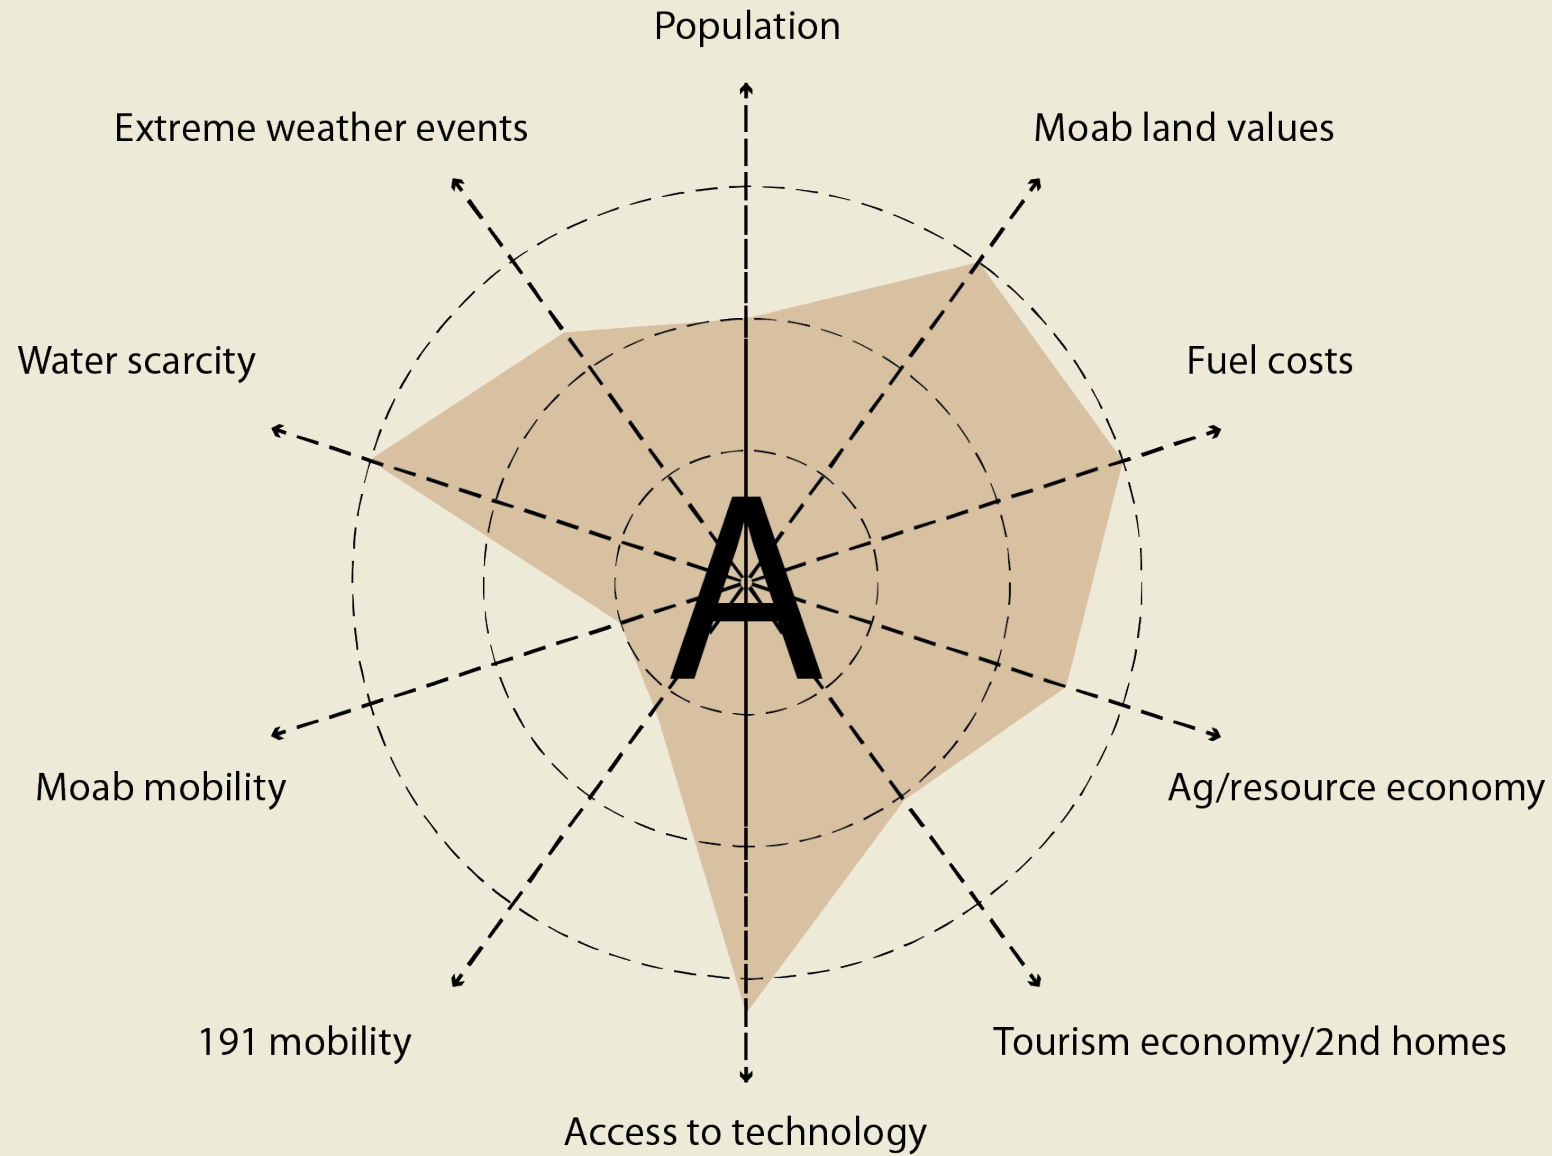 Population
Extreme weather events
Moab land values
Water scarcity
Fuel costs
A
Moab mobility
Ag/resource economy
191 mobility
Tourism economy/2nd homes
Access to technology